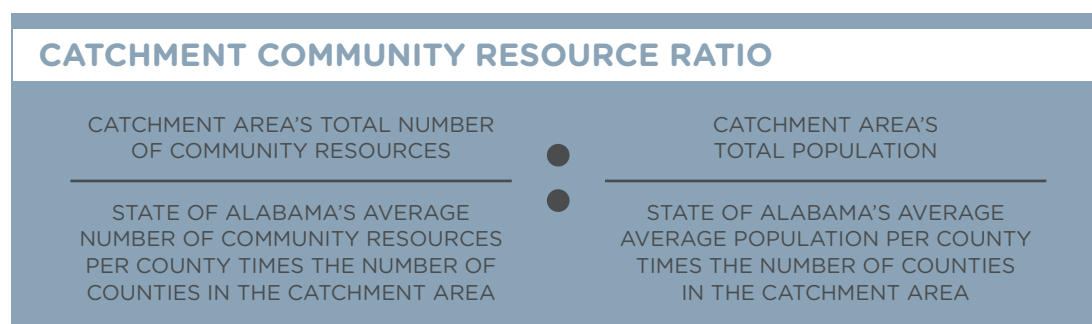 CATCHMENT COMMUNITY RESOURCE RATIO
CATCHMENT AREA'S TOTAL NUMBER
OF COMMUNITY RESOURCES
STATE OF ALABAMA'S AVERAGE
NUMBER OF COMMUNITY RESOURCES
PER COUNTY TIMES THE NUMBER OF
COUNTIES IN THE CATCHMENT AREA
:
CATCHMENT AREA'S
TOTAL POPULATION
STATE OF ALABAMA'S AVERAGE
AVERAGE POPULATION PER COUNTY
TIMES THE NUMBER OF COUNTIES
IN THE CATCHMENT AREA